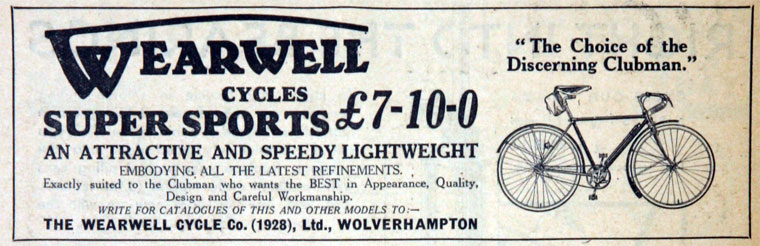 WEARWELL
CYCLES
SUPER SPORTS £7-10-0
AN ATTRACTIVE AND SPEEDY LIGHTWEIGHT
EMBODYING ALL THE LATEST REFINEMENTS.
Exactly suited to the Clubman who wants the BEST in Appearance, Quality,
Design and Careful Workmanship.
WRITE FOR CATALOGUES OF THIS AND OTHER MODELS TO:—
THE WEARWELL CYCLE Co. (1928), Ltd., WOLVERHAMPTON
“The Choice of the
Discerning Clubman.”